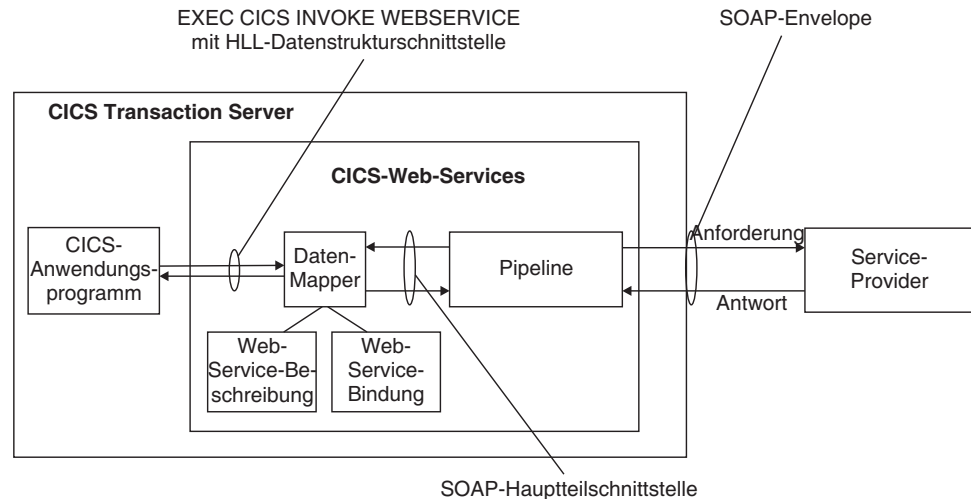 EXEC CICS INVOKE WEBSERVICE
mit HLL-Datenstrukturschnittstelle
SOAP-Envelope
CICS Transaction Server
CICS-Web-Services
CICS-
Anwendungs-
programm
Daten-
Mapper
Pipeline
Anforderung
Antwort
Service-
Provider
Web-
Service-Be-
schreibung
Web-
Service-
Bindung
SOAP-Hauptteilschnittstelle